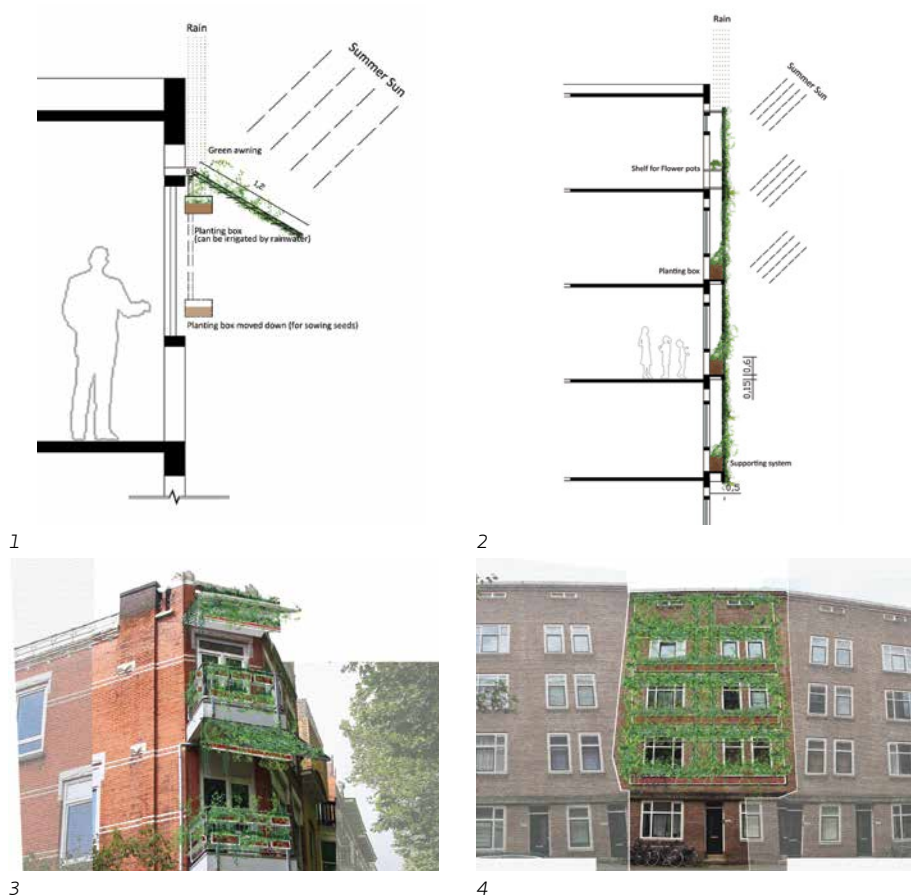 Rain
Summer Sun
Green awning
1,2
Planting box
(can be irrigated by rainwater)
Planting box moved down (for sowing seeds)
1
Rain
Summer Sun
Shelf for Flower pots
Planting box
0,6
0,15
Supporting system
0,5
2
3
4